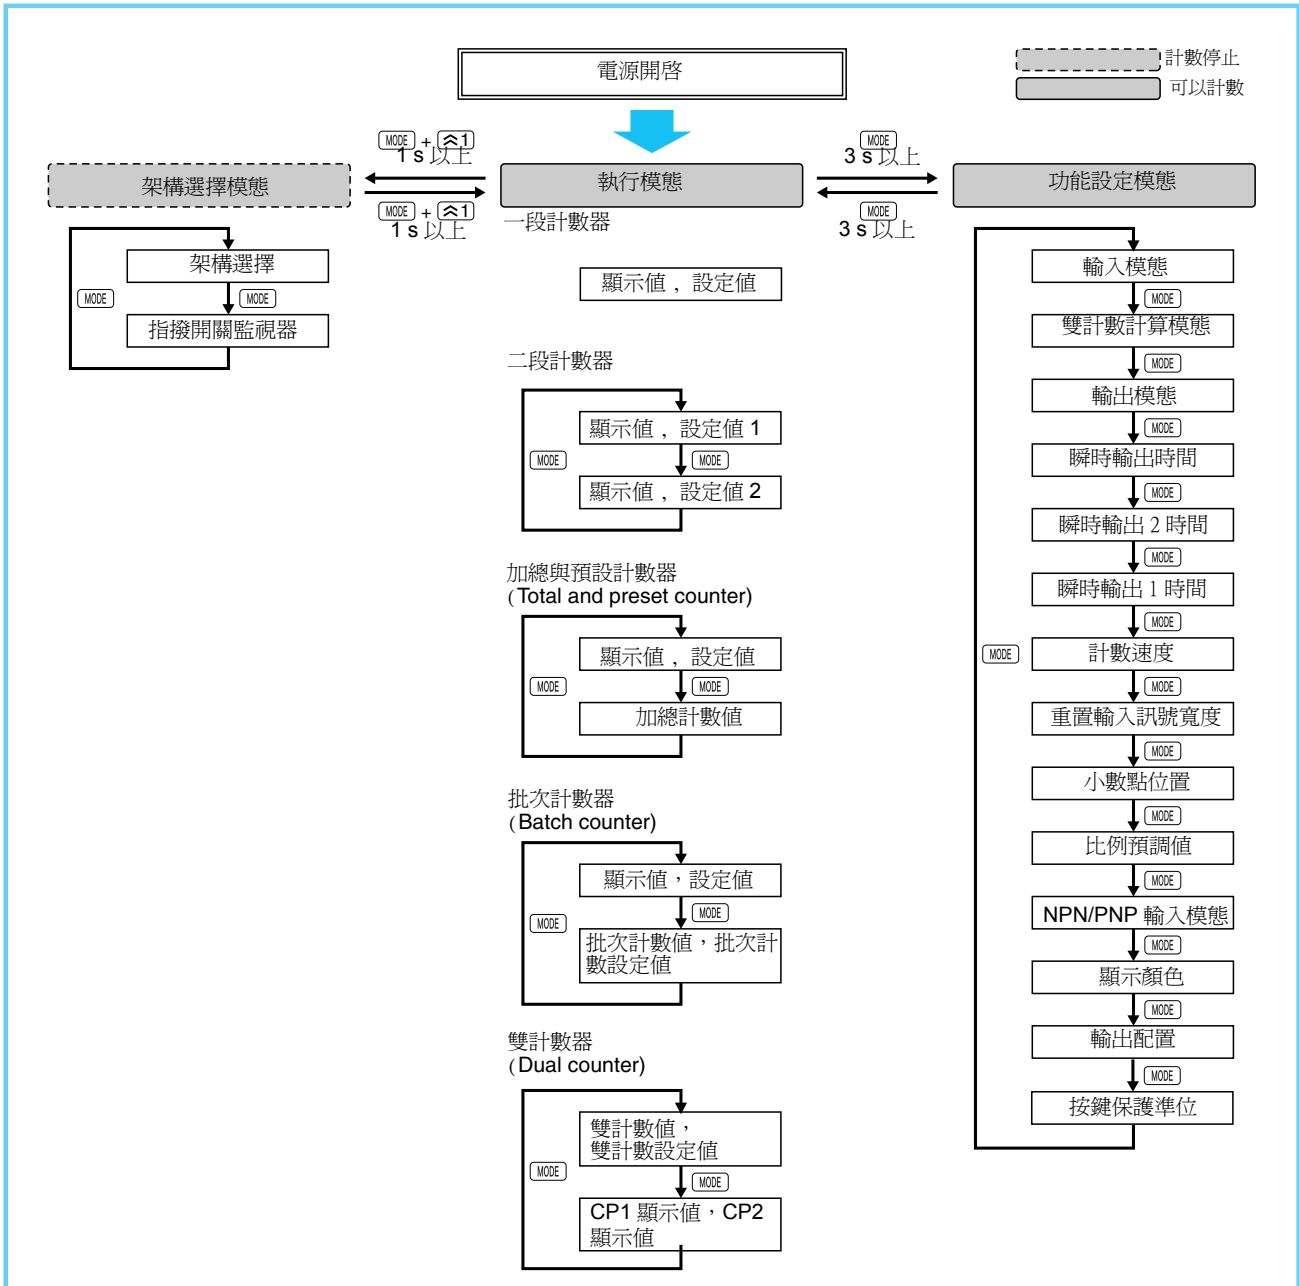 電源開啓
計數停止
可以計數
MODE + 1
1 s 以上
MODE
3 s 以上
架構選擇模態
執行模態
功能設定模態
MODE + 1
1 s 以上
MODE
3 s 以上
架構選擇
MODE
MODE
指撥開關監視器
一段計數器
顯示值 , 設定值
二段計數器
顯示值 , 設定值 1
MODE
MODE
顯示值 , 設定值 2
加總與預設計數器
(Total and preset counter)
顯示值 , 設定值
MODE
MODE
加總計數值
批次計數器
(Batch counter)
顯示值，設定值
MODE
MODE
批次計數值，批次計
數設定值
雙計數器
(Dual counter)
雙計數值，
雙計數設定值
MODE
MODE
CP1 顯示值，CP2
顯示值
輸入模態
MODE
雙計數計算模態
MODE
輸出模態
MODE
瞬時輸出時間
MODE
瞬時輸出 2 時間
MODE
瞬時輸出 1 時間
MODE
MODE
計數速度
MODE
重置輸入訊號寬度
MODE
小數點位置
MODE
比例預調值
MODE
NPN/PNP 輸入模態
MODE
顯示顏色
MODE
輸出配置
MODE
按鍵保護準位